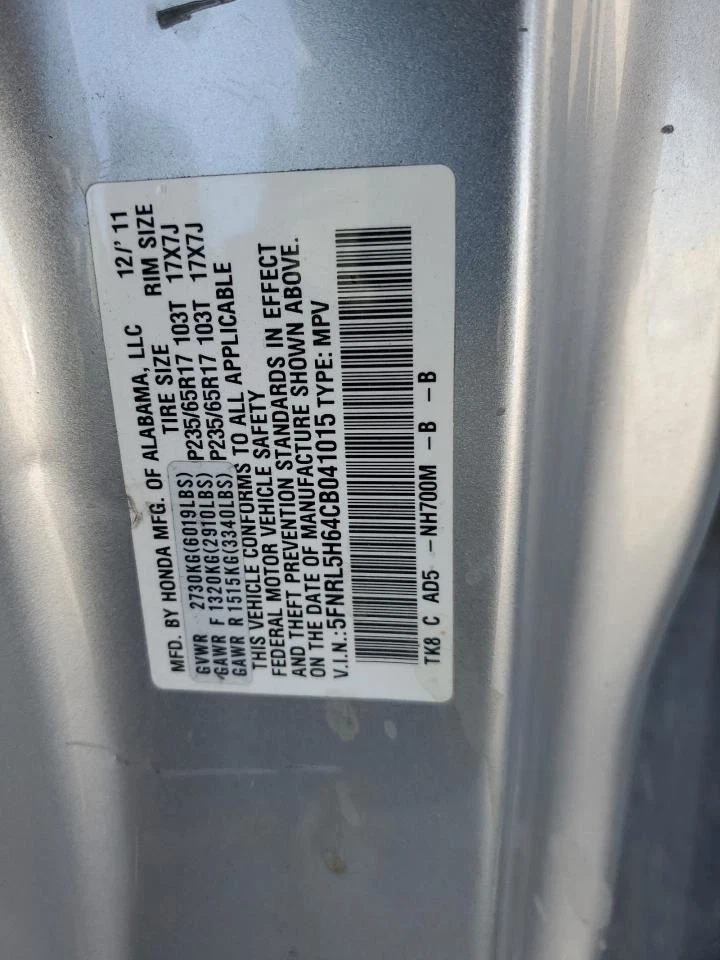 MFD. BY HONDA MFG. OF ALABAMA, LLC 12/'11
TIRE SIZE RIM SIZE
GVWR 2730KG(6019LBS)
GAWR F 1320KG(2910LBS) P235/65R17 103T 17X7J
GAWR R 1515KG(3340LBS) P235/65R17 103T 17X7J
THIS VEHICLE CONFORMS TO ALL APPLICABLE
FEDERAL MOTOR VEHICLE SAFETY
AND THEFT PREVENTION STANDARDS IN EFFECT
ON THE DATE OF MANUFACTURE SHOWN ABOVE.
V.I.N.:5FNRL5H64CB041015 TYPE: MPV
TK8 C AD5 -NH700M -B -B